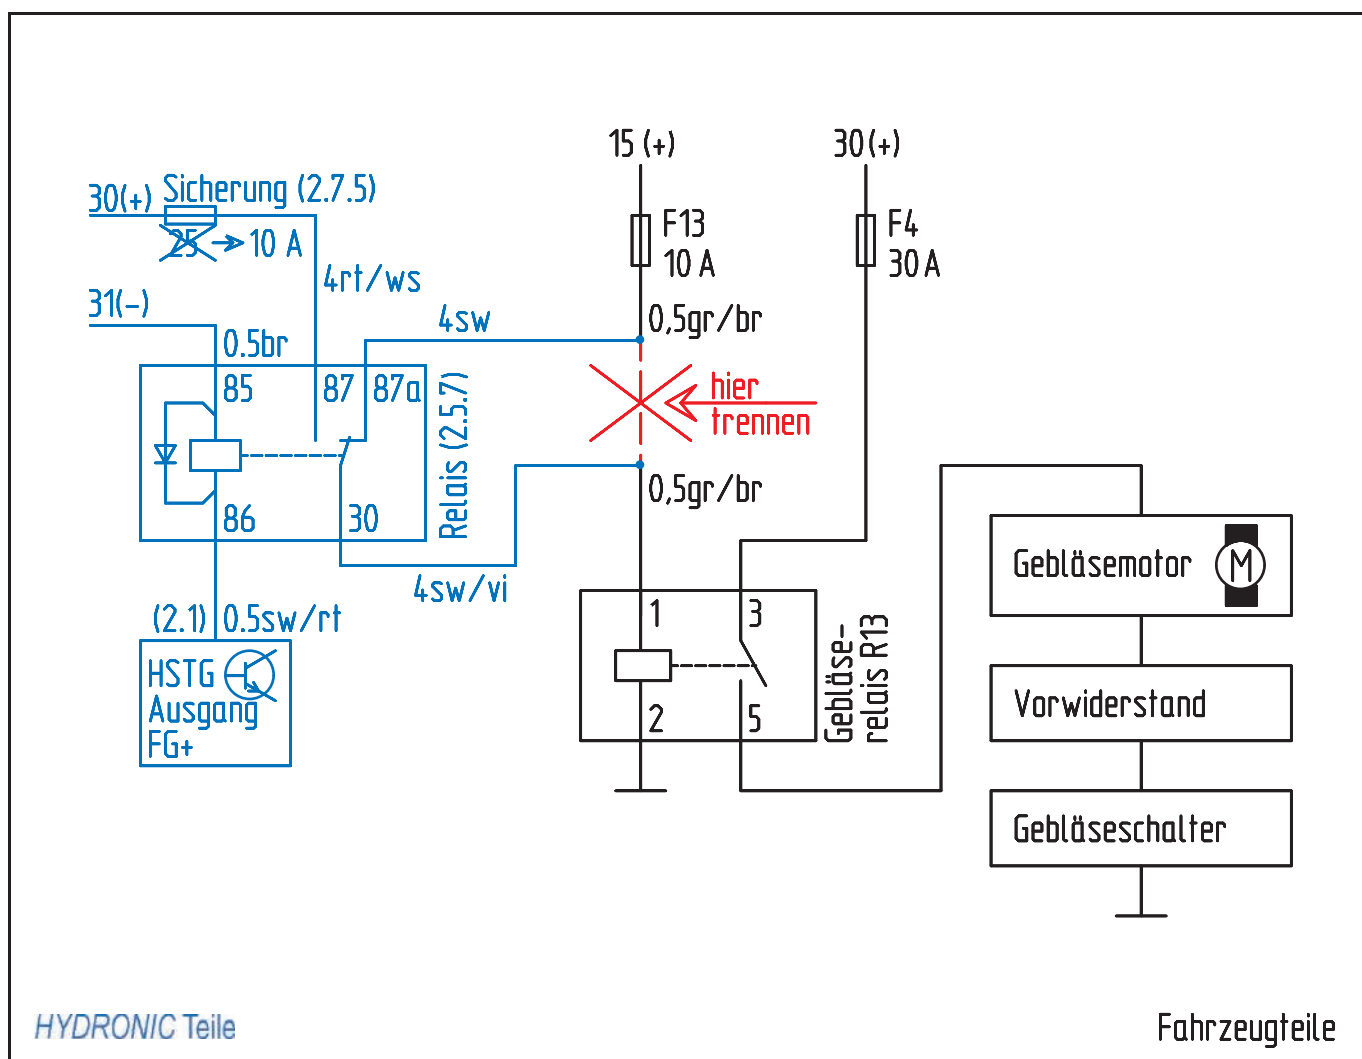 15 (+)
30 (+)
30(+)
Sicherung (2.7.5)
25 → 10 A
F13
10 A
F4
30 A
4rt/ws
31(-)
0.5br
4sw
0,5gr/br
85
87
87a
hier
trennen
Relais (2.5.7)
86
30
0,5gr/br
4sw/vi
(2.1) 0.5sw/rt
HSTG
Ausgang
FG+
1
3
2
5
Gebläse-
relais R13
Gebläsemotor
M
Vorwiderstand
Gebläseschalter
HYDRONIC Teile
Fahrzeugteile